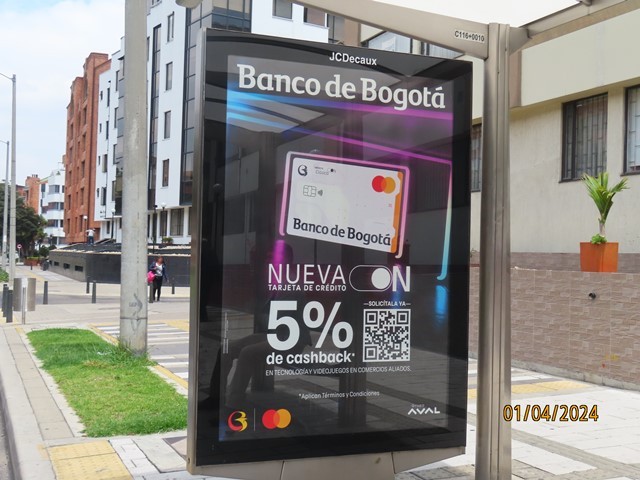 C116+0010
JCDecaux
Banco de Bogotá
Banco de Bogotá
NUEVA ON
TARJETA DE CRÉDITO
5%
de cashback*
—SOLICÍTALA YA—
EN TECNOLOGÍA Y VIDEOJUEGOS EN COMERCIOS ALIADOS.
*Aplican Términos y Condiciones
AVAL
01/04/2024